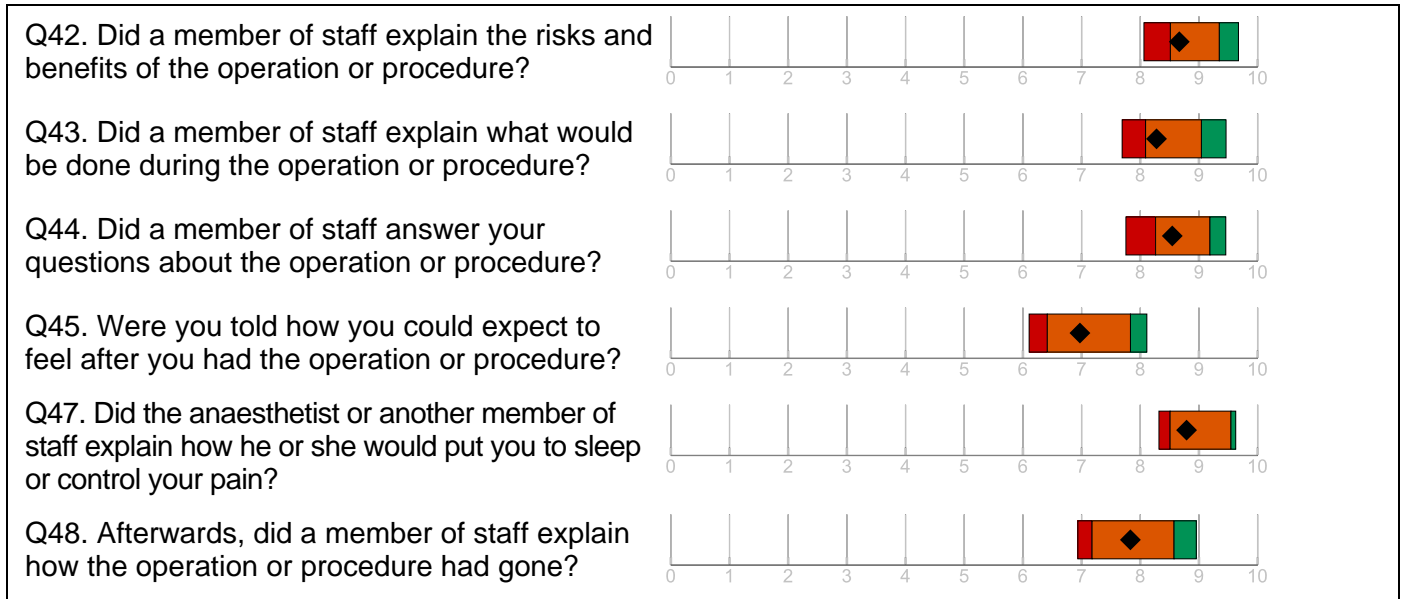 Q42. Did a member of staff explain the risks and
benefits of the operation or procedure?
0 1 2 3 4 5 6 7 8 9 10
Q43. Did a member of staff explain what would
be done during the operation or procedure?
0 1 2 3 4 5 6 7 8 9 10
Q44. Did a member of staff answer your
questions about the operation or procedure?
0 1 2 3 4 5 6 7 8 9 10
Q45. Were you told how you could expect to
feel after you had the operation or procedure?
0 1 2 3 4 5 6 7 8 9 10
Q47. Did the anaesthetist or another member of
staff explain how he or she would put you to sleep
or control your pain?
0 1 2 3 4 5 6 7 8 9 10
Q48. Afterwards, did a member of staff explain
how the operation or procedure had gone?
0 1 2 3 4 5 6 7 8 9 10